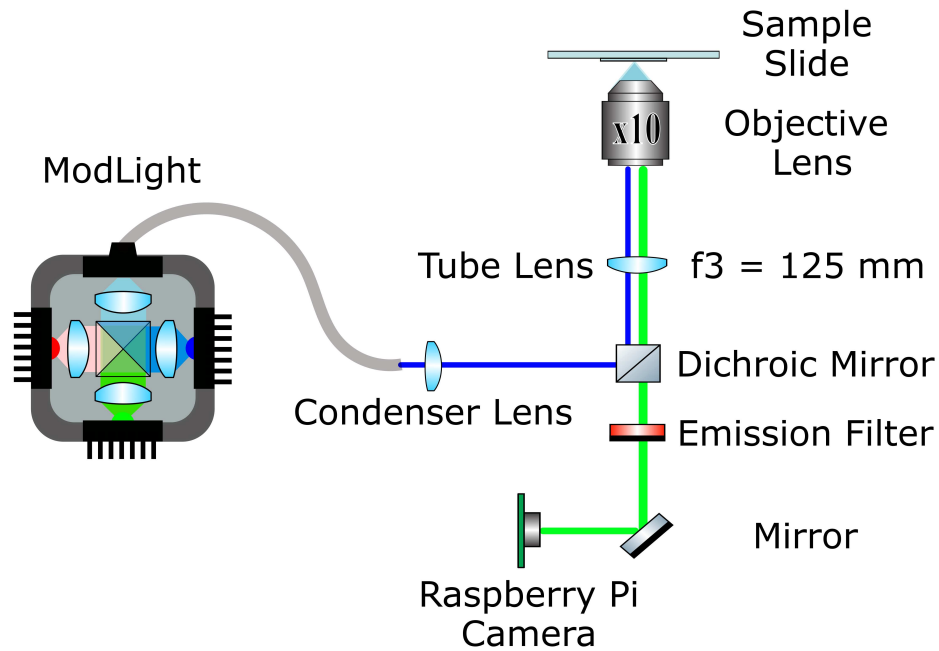 Sample
Slide
x10
Objective
Lens
ModLight
Tube Lens
f3 = 125 mm
Dichroic Mirror
Condenser Lens
Emission Filter
Mirror
Raspberry Pi
Camera